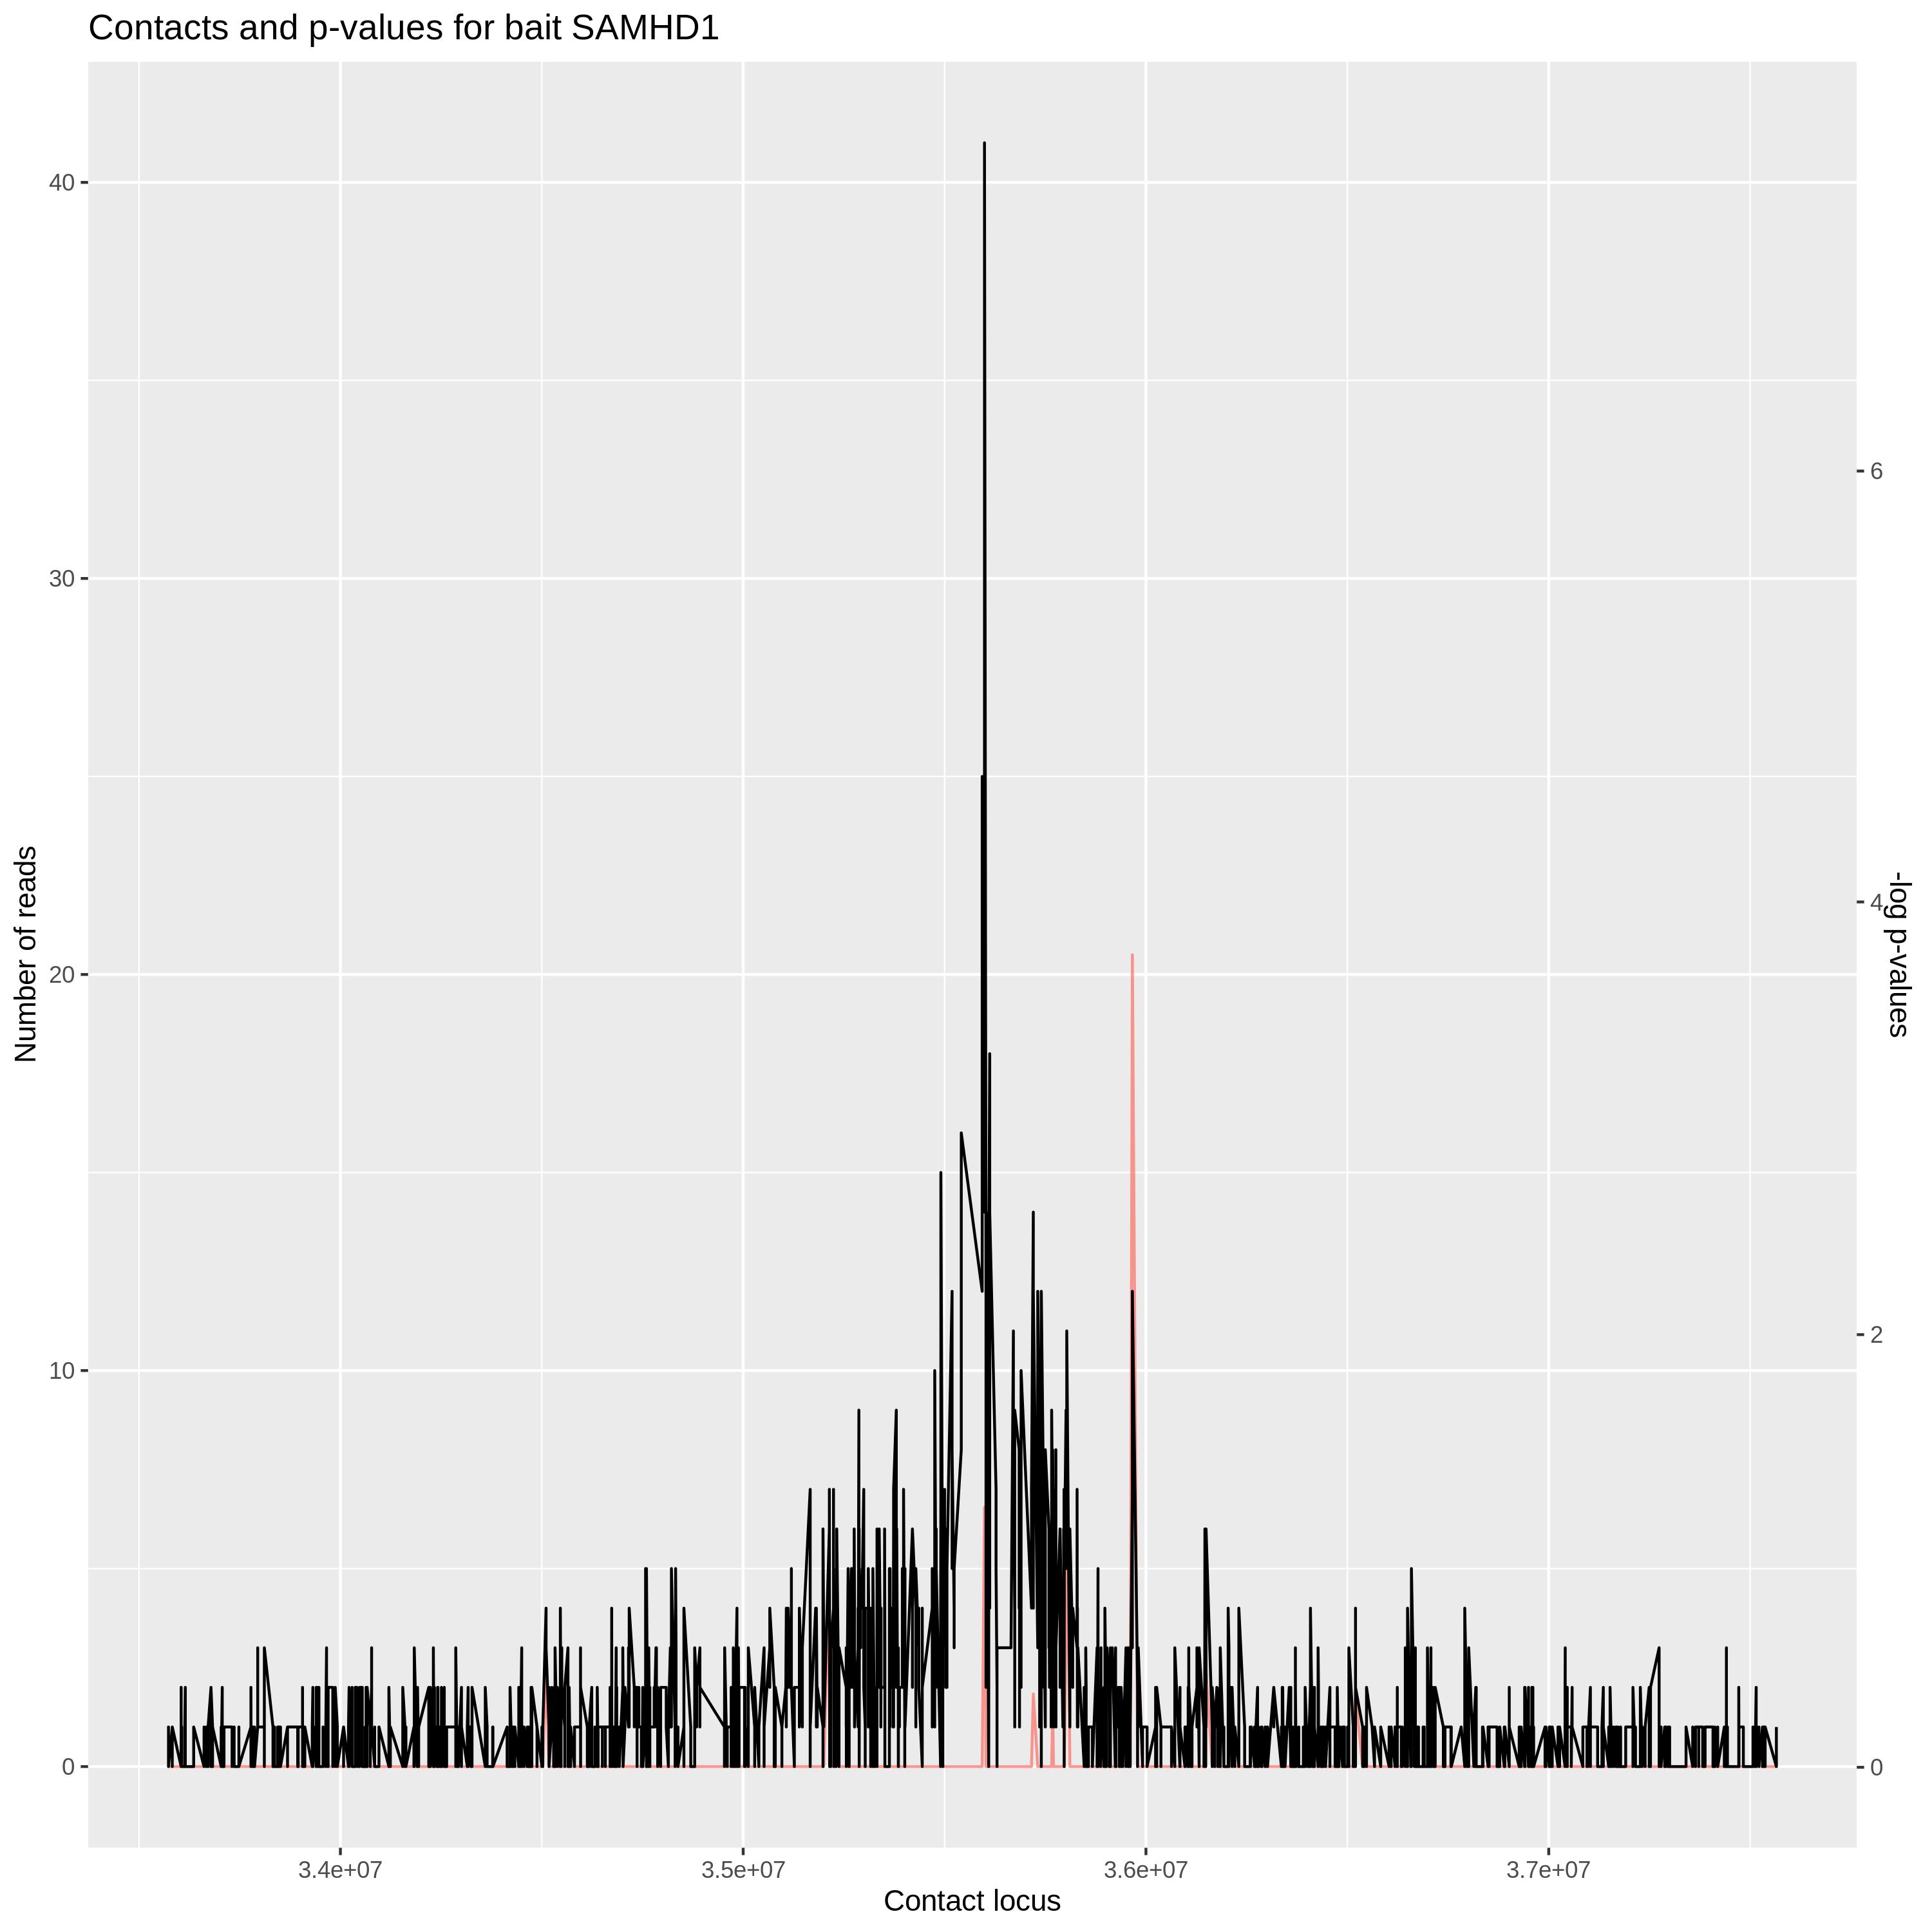 Contacts and p-values for bait SAMHD1
40
30
20
10
0
Number of reads
6
4
2
0
-log p-values
3.4e+07
3.5e+07
3.6e+07
3.7e+07
Contact locus